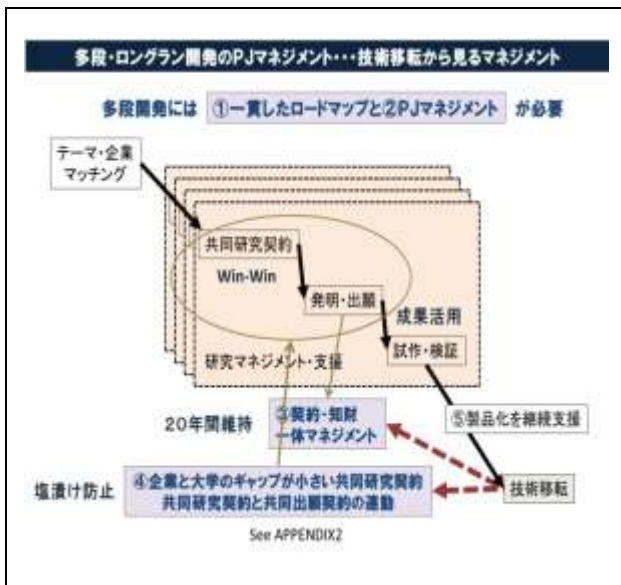 多段・ロングラン開発のPJマネジメント・・・技術移転から見るマネジメント
多段開発には ①一貫したロードマップと②PJマネジメント が必要
テーマ・企業
マッチング
共同研究契約
Win-Win
発明・出願
成果活用
試作・検証
研究マネジメント・支援
20年間維持
③契約・知財
一体マネジメント
⑤製品化を継続支援
塩漬け防止
④企業と大学のギャップが小さい共同研究契約
共同研究契約と共同出願契約の連動
技術移転
See APPENDIX2